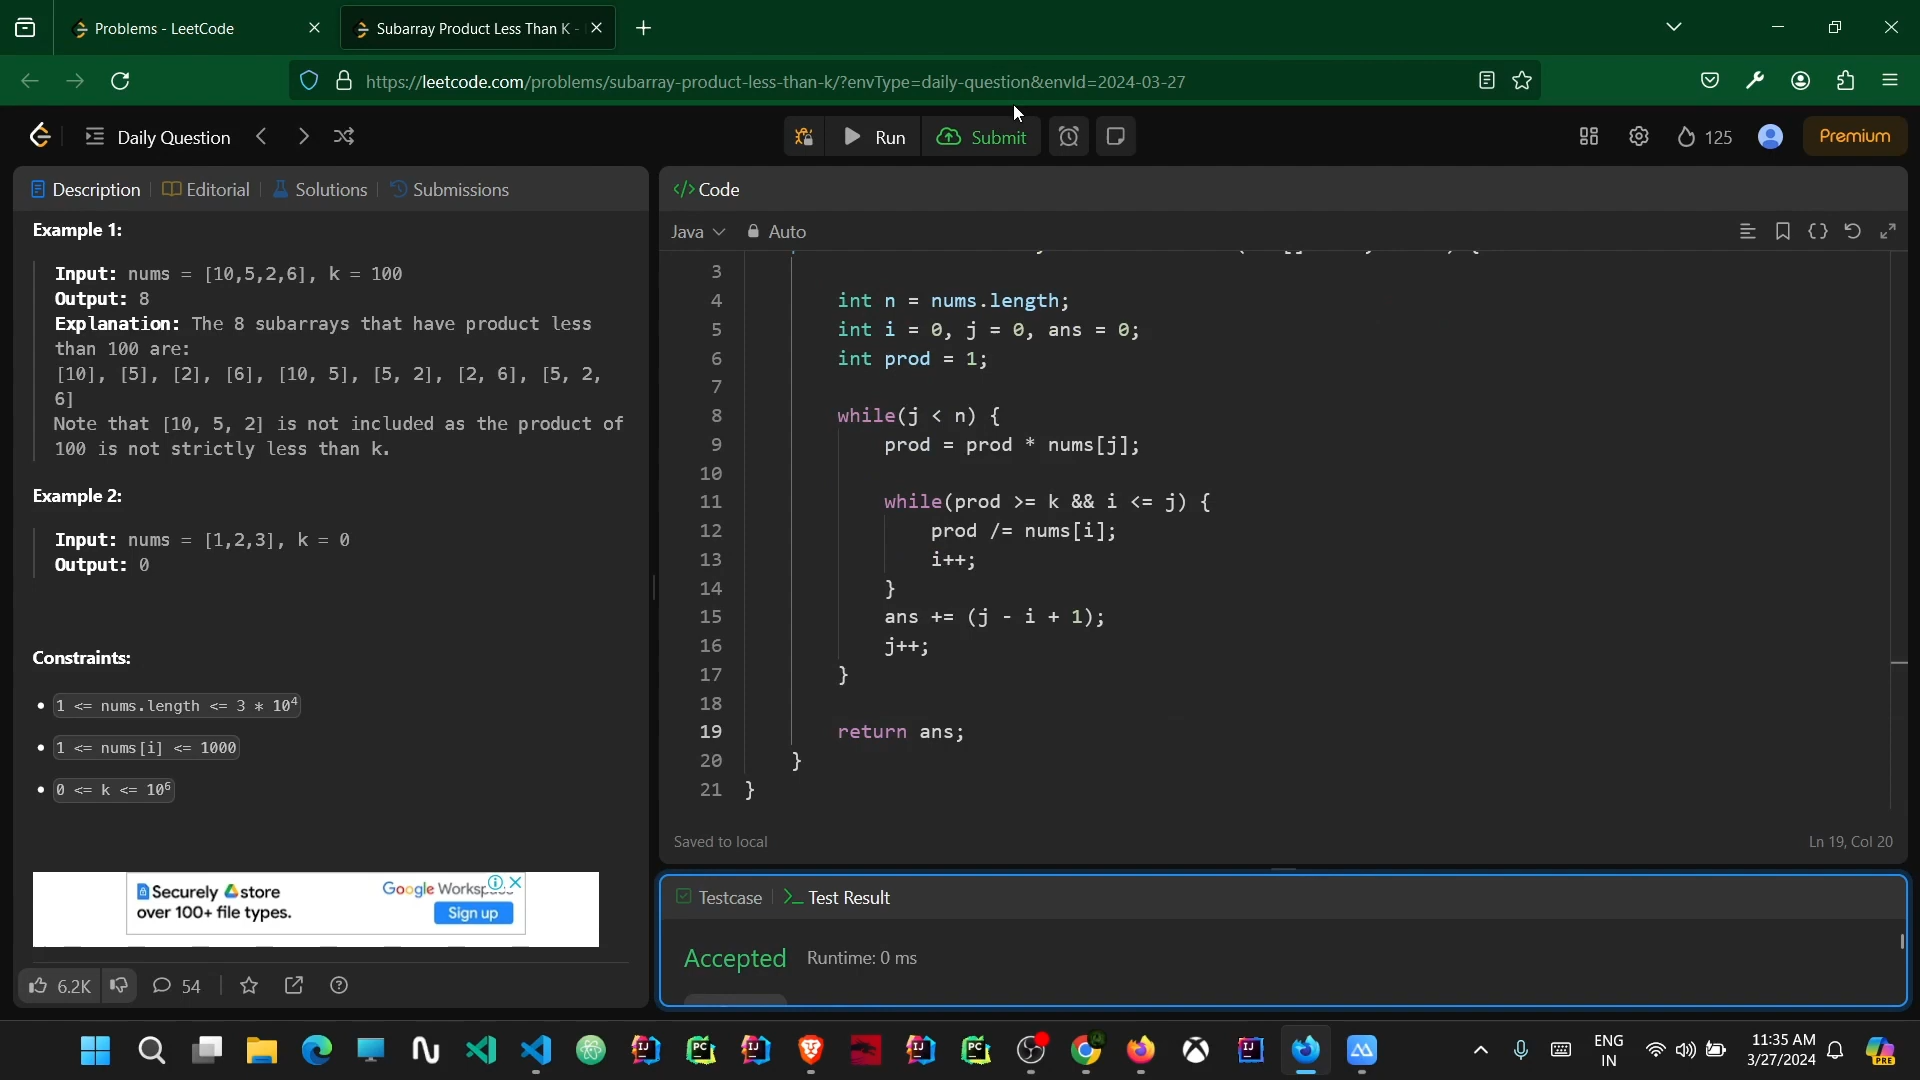 Problems - LeetCode
Subarray Product Less Than K -
https://leetcode.com/problems/subarray-product-less-than-k/?envType=daily-question&envId=2024-03-27
Daily Question
Run
Submit
125
Premium
Description
Editorial
Solutions
Submissions
Example 1:
Input: nums = [10,5,2,6], k = 100
Output: 8
Explanation: The 8 subarrays that have product less
than 100 are:
[10], [5], [2], [6], [10, 5], [5, 2], [2, 6], [5, 2,
6]
Note that [10, 5, 2] is not included as the product of
100 is not strictly less than k.
Example 2:
Input: nums = [1,2,3], k = 0
Output: 0
Constraints:
1 <= nums.length <= 3 * 10⁴
1 <= nums[i] <= 1000
0 <= k <= 10⁶
Securely store
over 100+ file types.
Google
Sign up
6.2K
54
Code
Java
Auto
3
4 int n = nums.length;
5 int i = 0, j = 0, ans = 0;
6 int prod = 1;
7
8 while(j < n) {
9 prod = prod * nums[j];
10
11 while(prod >= k && i <= j) {
12 prod /= nums[i];
13 i++;
14 }
15 ans += (j - i + 1);
16 j++;
17 }
18
19 return ans;
20 }
21 }
Saved to local
Ln 19, Col 20
Testcase
Test Result
Accepted
Runtime: 0 ms
ENG
IN
11:35 AM
3/27/2024